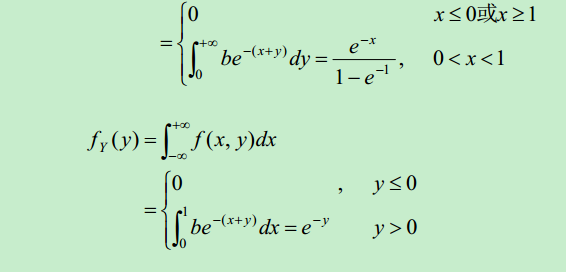 = { 0    x ≤ 0或x ≥ 1
∫₀^{+∞} be^{-(x+y)} dy = e^{-x} / (1 − e^{-1}),    0 < x < 1
f_Y(y) = ∫_{-∞}^{+∞} f(x, y)dx
= { 0    ,    y ≤ 0
∫₀^{1} be^{-(x+y)} dx = e^{-y}    y > 0